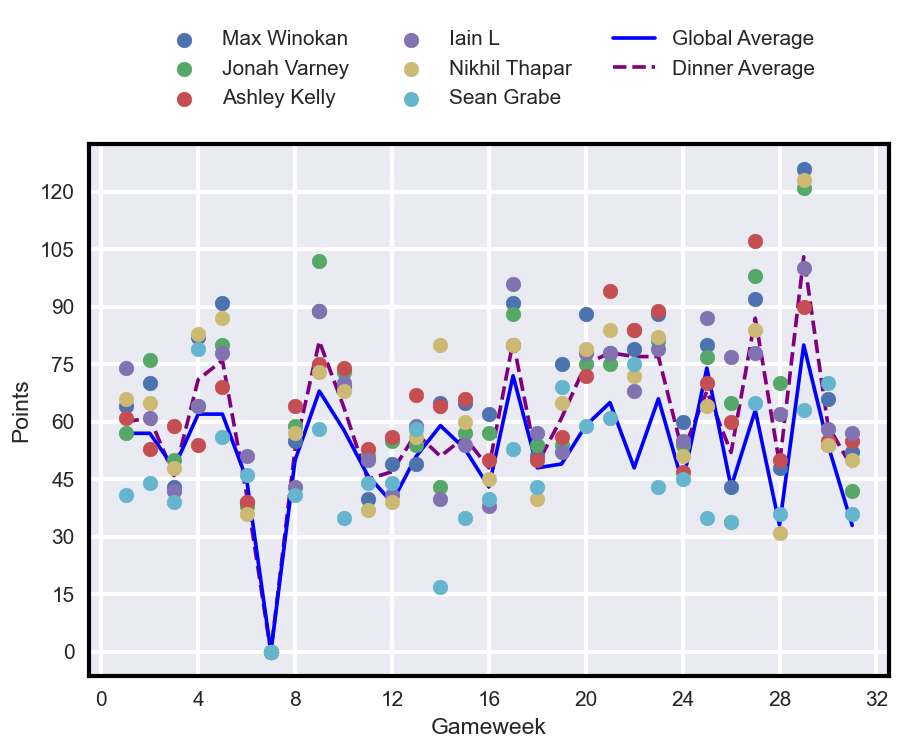 Max Winokan Iain L Global Average
Jonah Varney Nikhil Thapar Dinner Average
Ashley Kelly Sean Grabe
120
105
90
75
60
45
30
15
0
Points
0 4 8 12 16 20 24 28 32
Gameweek